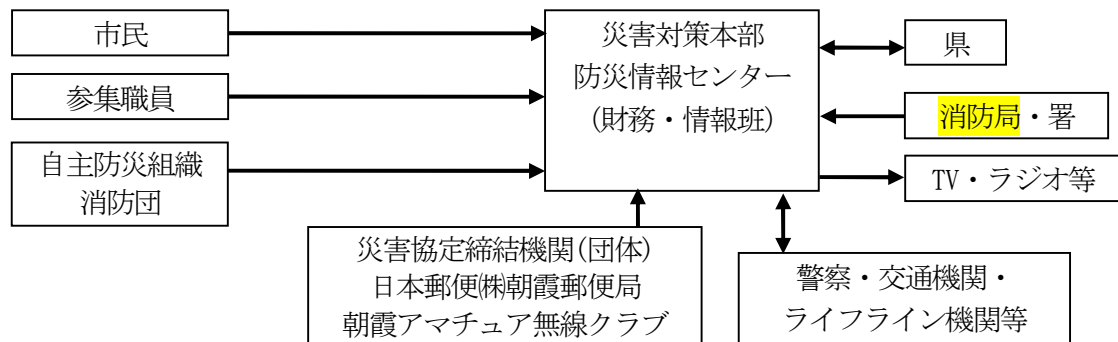 市民
参集職員
自主防災組織
消防団
災害対策本部
防災情報センター
(財務・情報班)
県
消防局・署
TV・ラジオ等
災害協定締結機関(団体)
日本郵便㈱朝霞郵便局
朝霞アマチュア無線クラブ
警察・交通機関・
ライフライン機関等